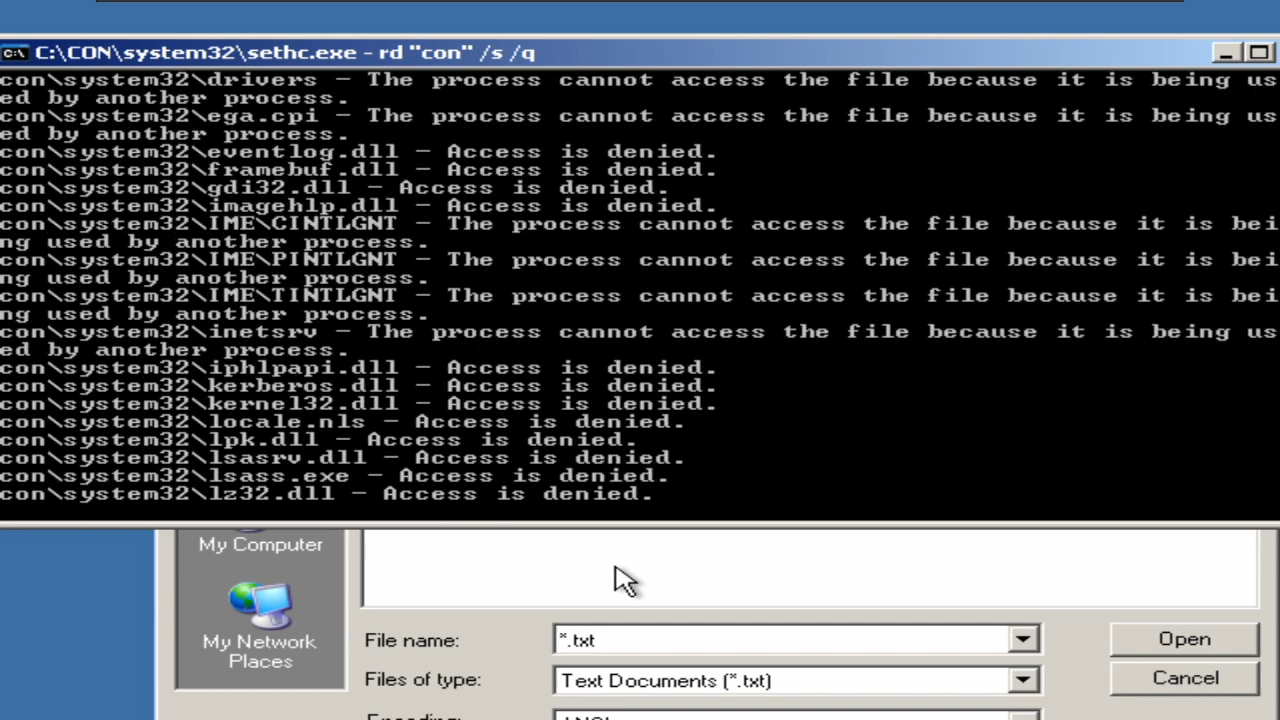 C:\CON\system32\sethc.exe - rd "con" /s /q
con\system32\drivers - The process cannot access the file because it is being us
ed by another process.
con\system32\ega.cpi - The process cannot access the file because it is being us
ed by another process.
con\system32\eventlog.dll - Access is denied.
con\system32\framebuf.dll - Access is denied.
con\system32\gdi32.dll - Access is denied.
con\system32\imagehlp.dll - Access is denied.
con\system32\IME\CINTLGNT - The process cannot access the file because it is bei
ng used by another process.
con\system32\IME\PINTLGNT - The process cannot access the file because it is bei
ng used by another process.
con\system32\IME\TINTLGNT - The process cannot access the file because it is bei
ng used by another process.
con\system32\inetsrv - The process cannot access the file because it is being us
ed by another process.
con\system32\iphlpapi.dll - Access is denied.
con\system32\kerberos.dll - Access is denied.
con\system32\kernel32.dll - Access is denied.
con\system32\locale.nls - Access is denied.
con\system32\lpk.dll - Access is denied.
con\system32\lsasrv.dll - Access is denied.
con\system32\lsass.exe - Access is denied.
con\system32\lz32.dll - Access is denied.
My Computer
My Network
Places
File name:
*.txt
Open
Files of type:
Text Documents (*.txt)
Cancel